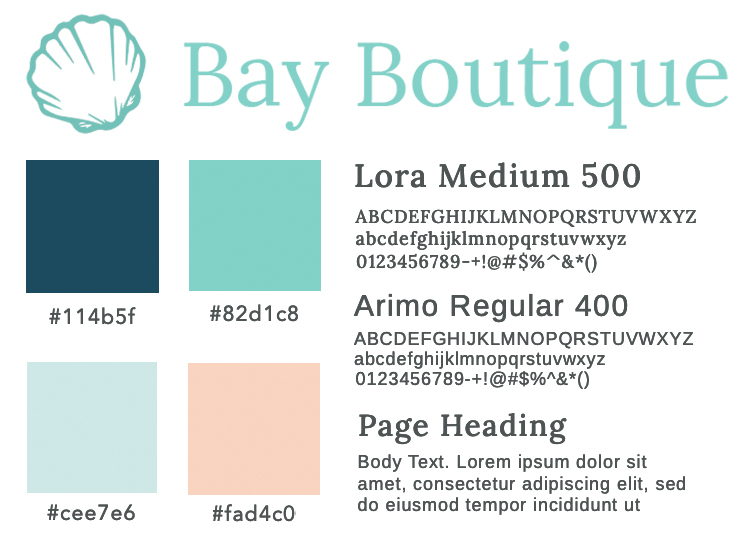 Bay Boutique
#114b5f
#82d1c8
#cee7e6
#fad4c0
Lora Medium 500
ABCDEFGHIJKLMNOPQRSTUVWXYZ
abcdefghijklmnopqrstuvwxyz
0123456789-+!@#$%^&*()
Arimo Regular 400
ABCDEFGHIJKLMNOPQRSTUVWXYZ
abcdefghijklmnopqrstuvwxyz
0123456789-+!@#$%^&*()
Page Heading
Body Text. Lorem ipsum dolor sit
amet, consectetur adipiscing elit, sed
do eiusmod tempor incididunt ut